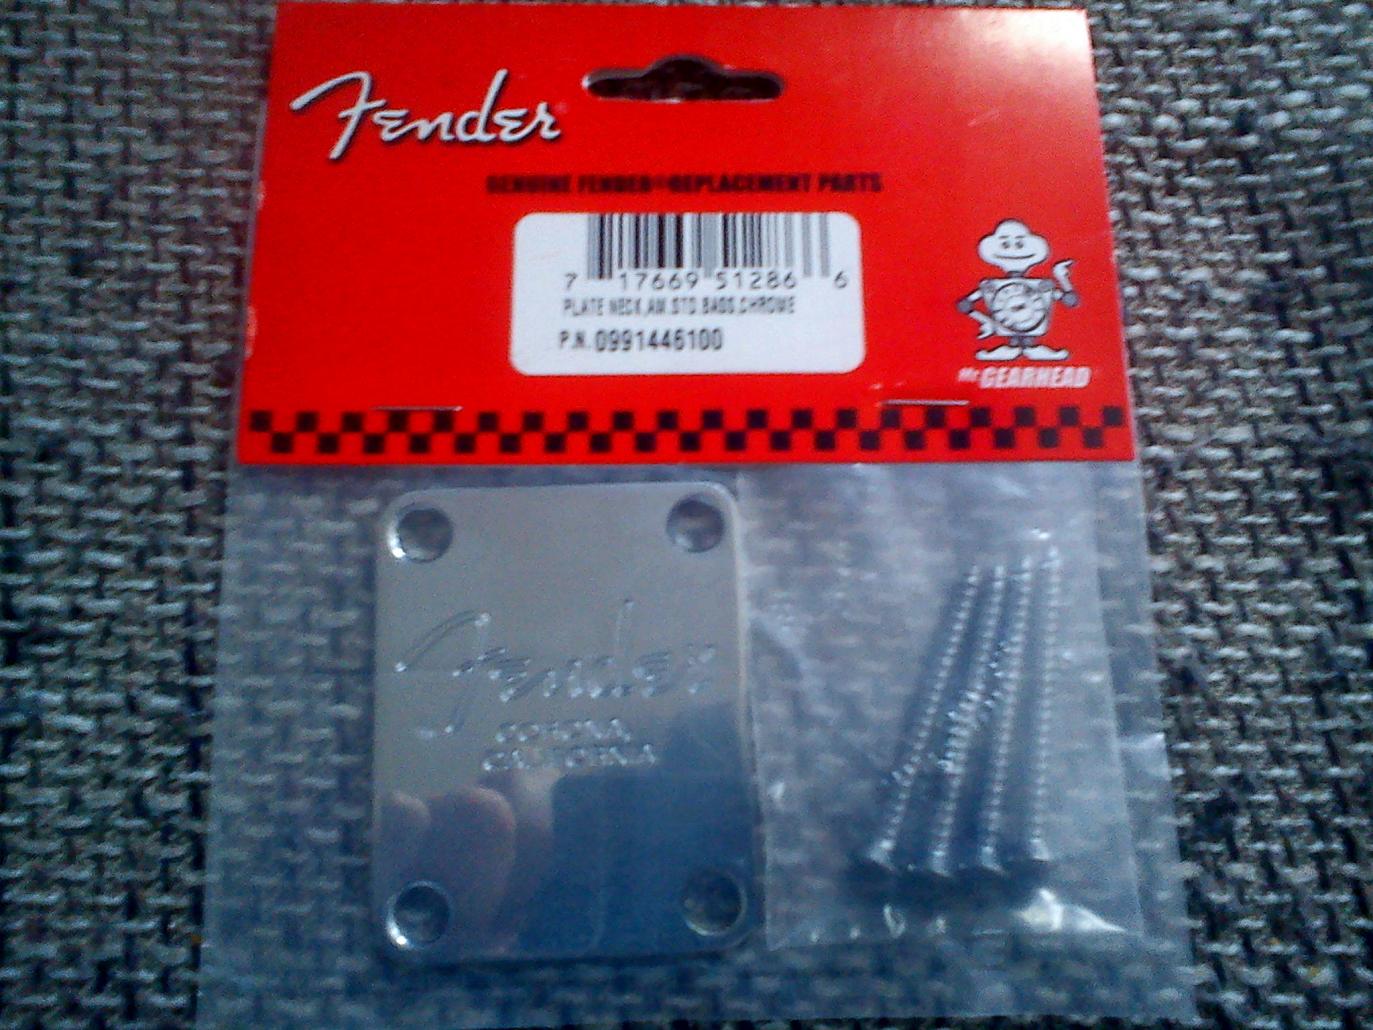 Fender
GENUINE FENDER® REPLACEMENT PARTS
7 17669 51286 6
PLATE NECK,AM.STD.BASS,CHROME
P.N. 0991446100
Mr. GEARHEAD
Fender
CORONA
CALIFORNIA